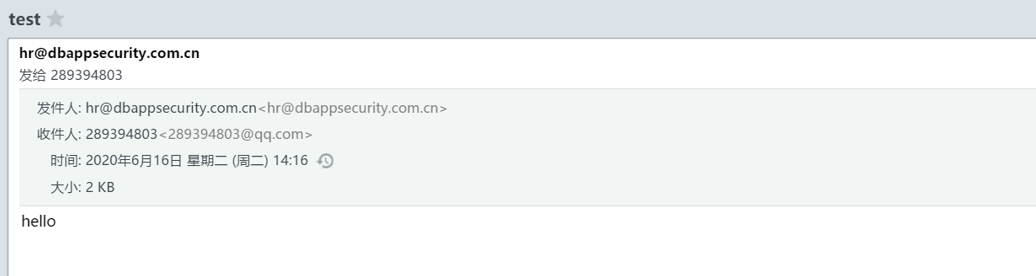 test
hr@dbappsecurity.com.cn
发给 289394803
发件人: hr@dbappsecurity.com.cn<hr@dbappsecurity.com.cn>
收件人: 289394803<289394803@qq.com>
时间: 2020年6月16日 星期二 (周二) 14:16
大小: 2 KB
hello